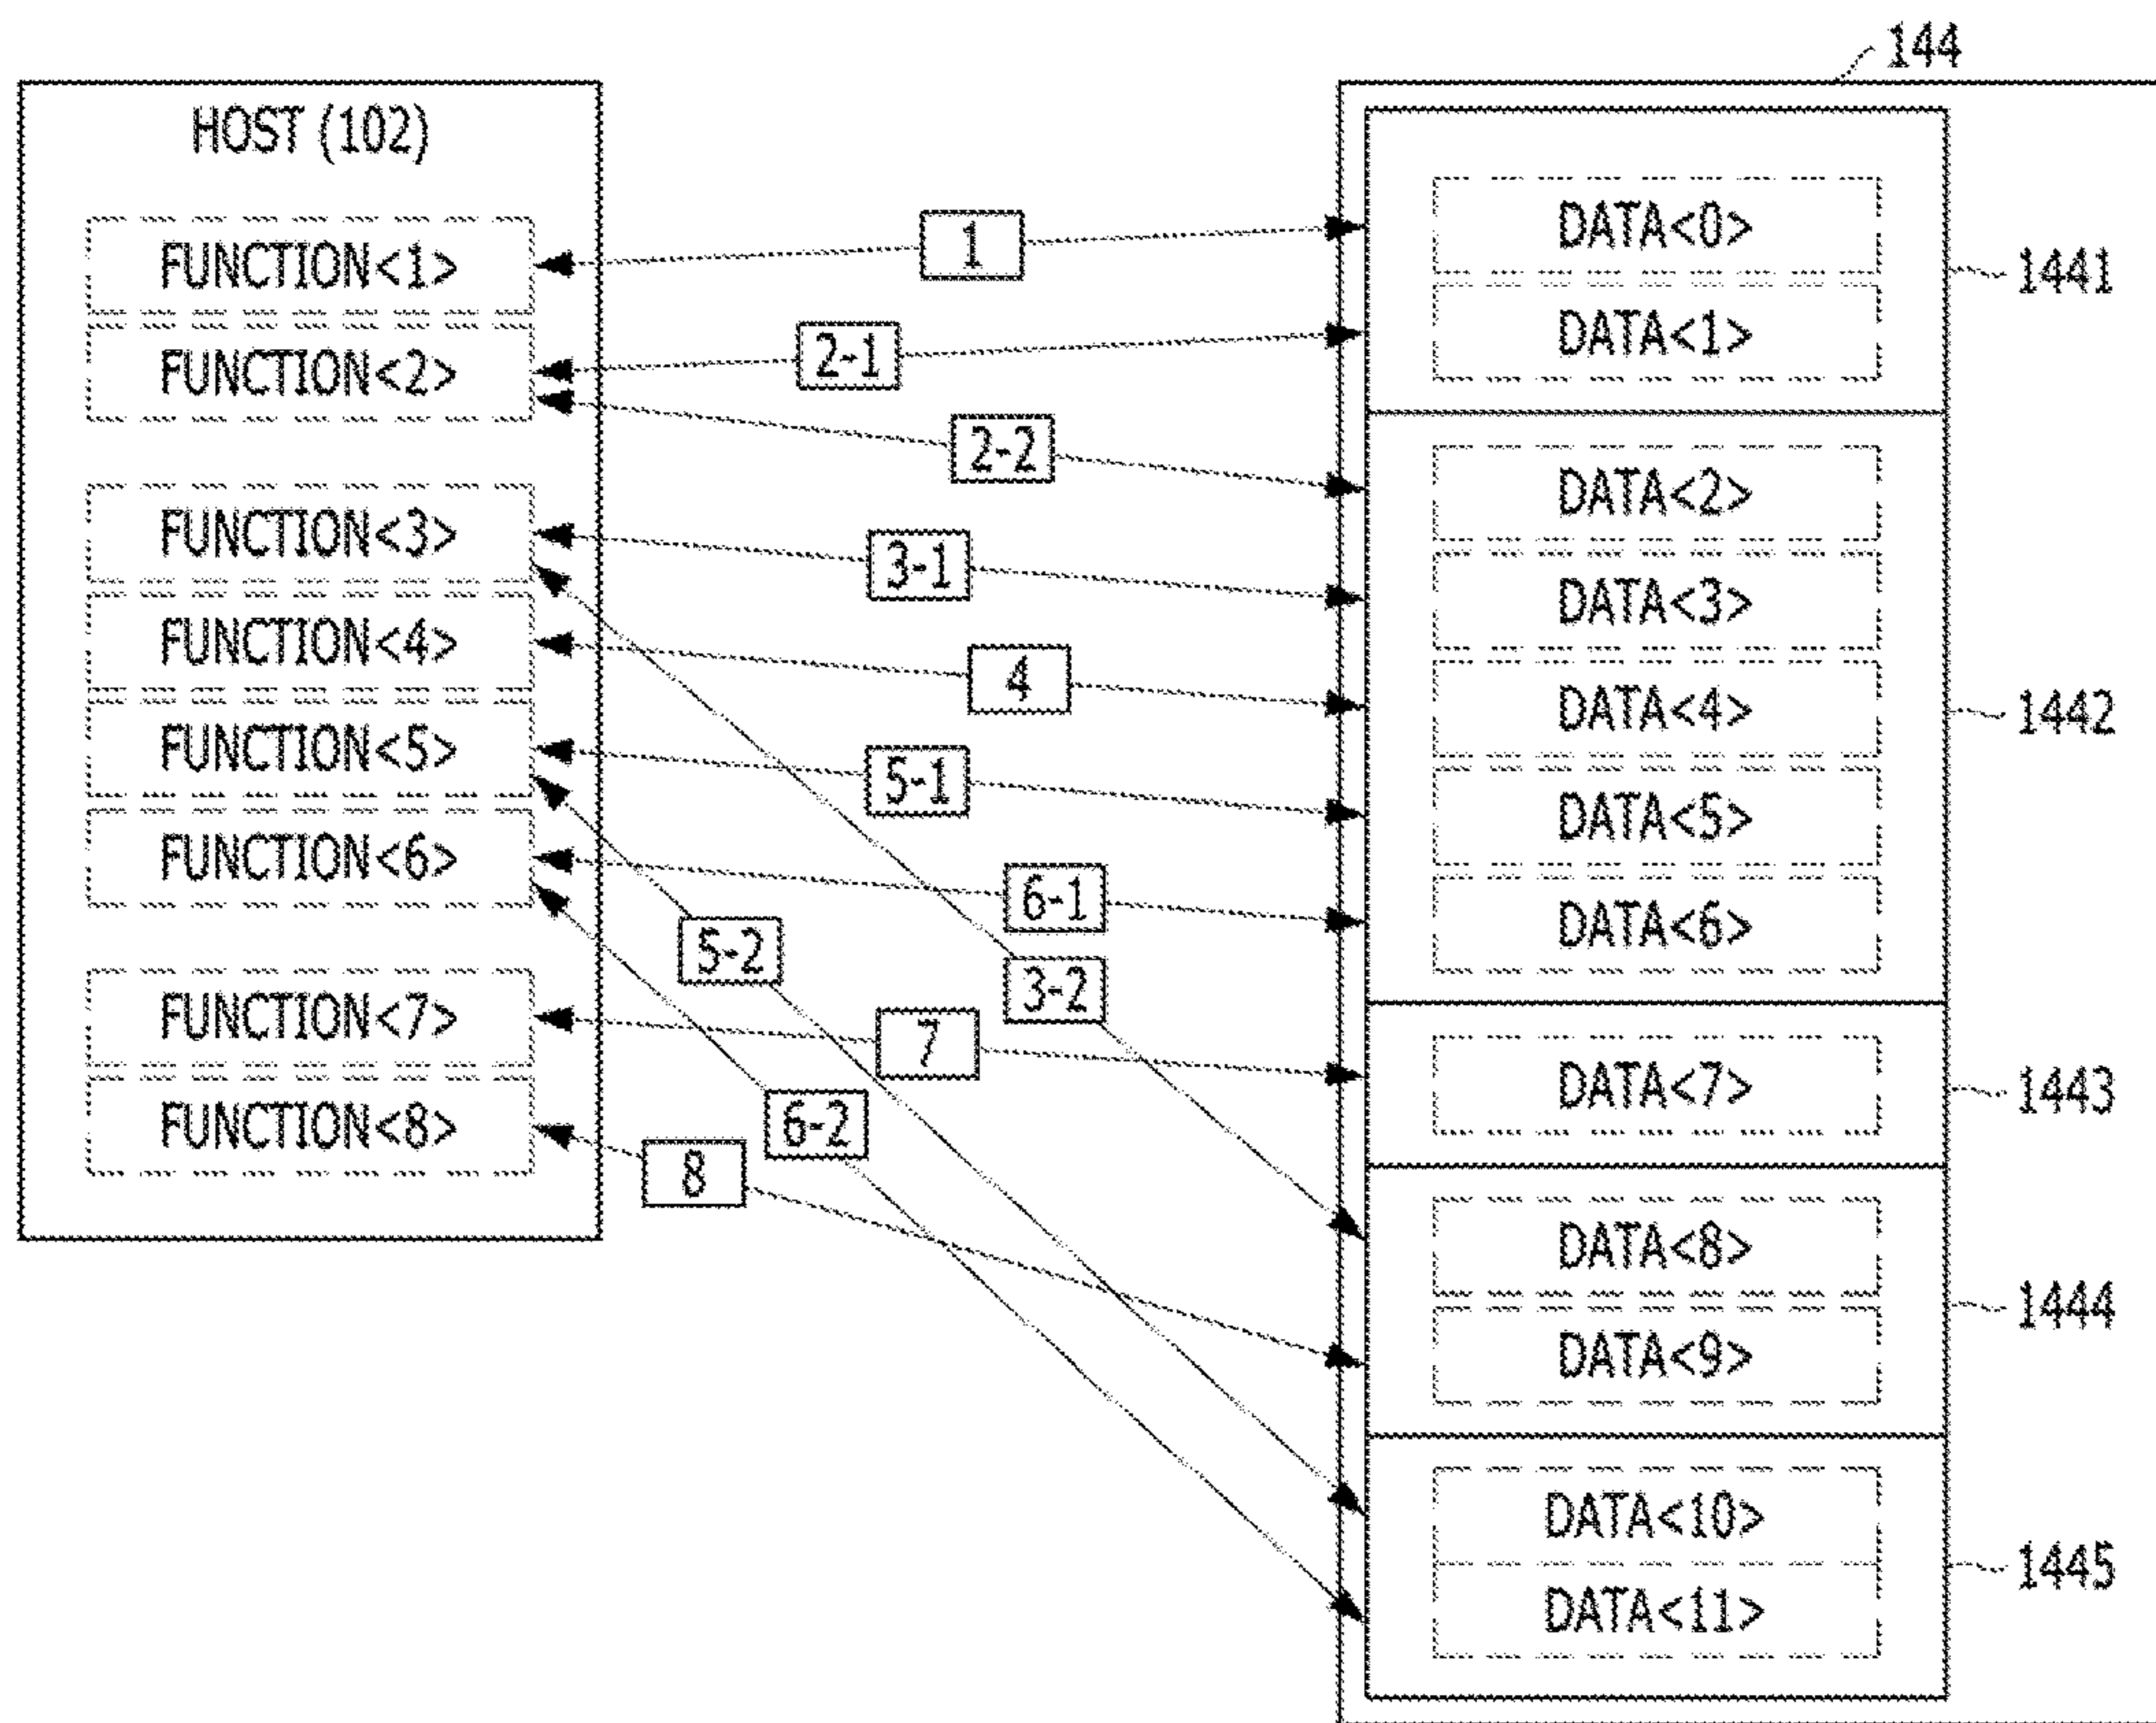 144
HOST (102)
FUNCTION<1>
FUNCTION<2>
FUNCTION<3>
FUNCTION<4>
FUNCTION<5>
FUNCTION<6>
FUNCTION<7>
FUNCTION<8>
1
2-1
2-2
3-1
4
5-1
6-1
5-2
3-2
7
6-2
8
DATA<0>
DATA<1>
1441
DATA<2>
DATA<3>
DATA<4>
DATA<5>
DATA<6>
1442
DATA<7>
1443
DATA<8>
DATA<9>
1444
DATA<10>
DATA<11>
1445